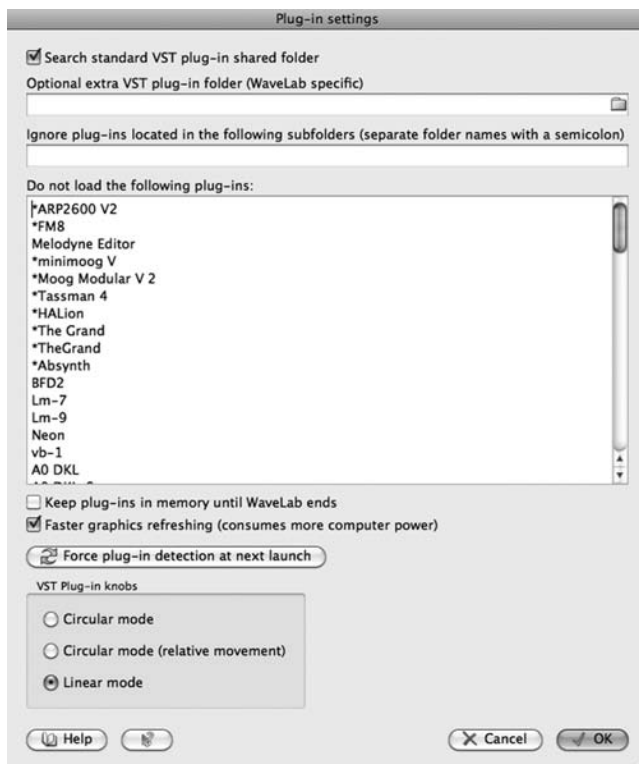 Plug-in settings
Search standard VST plug-in shared folder
Optional extra VST plug-in folder (WaveLab specific)
Ignore plug-ins located in the following subfolders (separate folder names with a semicolon)
Do not load the following plug-ins:
*ARP2600 V2
*FM8
Melodyne Editor
*minimoog V
*Moog Modular V 2
*Tassman 4
*HALion
*The Grand
*TheGrand
*Absynth
BFD2
Lm-7
Lm-9
Neon
vb-1
A0 DKL
Keep plug-ins in memory until WaveLab ends
Faster graphics refreshing (consumes more computer power)
Force plug-in detection at next launch
VST Plug-in knobs
Circular mode
Circular mode (relative movement)
Linear mode
Help
Cancel
OK